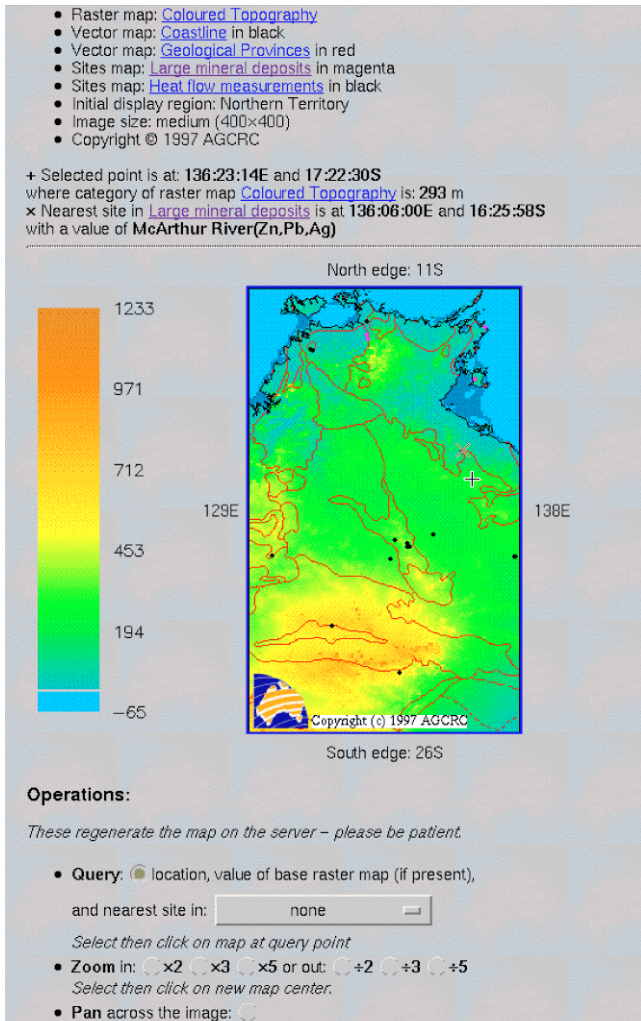 • Raster map: Coloured Topography
• Vector map: Coastline in black
• Vector map: Geological Provinces in red
• Sites map: Large mineral deposits in magenta
• Sites map: Heat flow measurements in black
• Initial display region: Northern Territory
• Image size: medium (400×400)
• Copyright © 1997 AGCRC
+ Selected point is at: 136:23:14E and 17:22:30S
where category of raster map Coloured Topography is: 293 m
× Nearest site in Large mineral deposits is at 136:06:00E and 16:25:58S
with a value of McArthur River(Zn,Pb,Ag)
North edge: 11S
1233
971
712
453
194
−65
129E
138E
Copyright (c) 1997 AGCRC
South edge: 26S
Operations:
These regenerate the map on the server – please be patient.
• Query: location, value of base raster map (if present),
and nearest site in: none
Select then click on map at query point
• Zoom in: ×2 ×3 ×5 or out: ÷2 ÷3 ÷5
Select then click on new map center.
• Pan across the image: